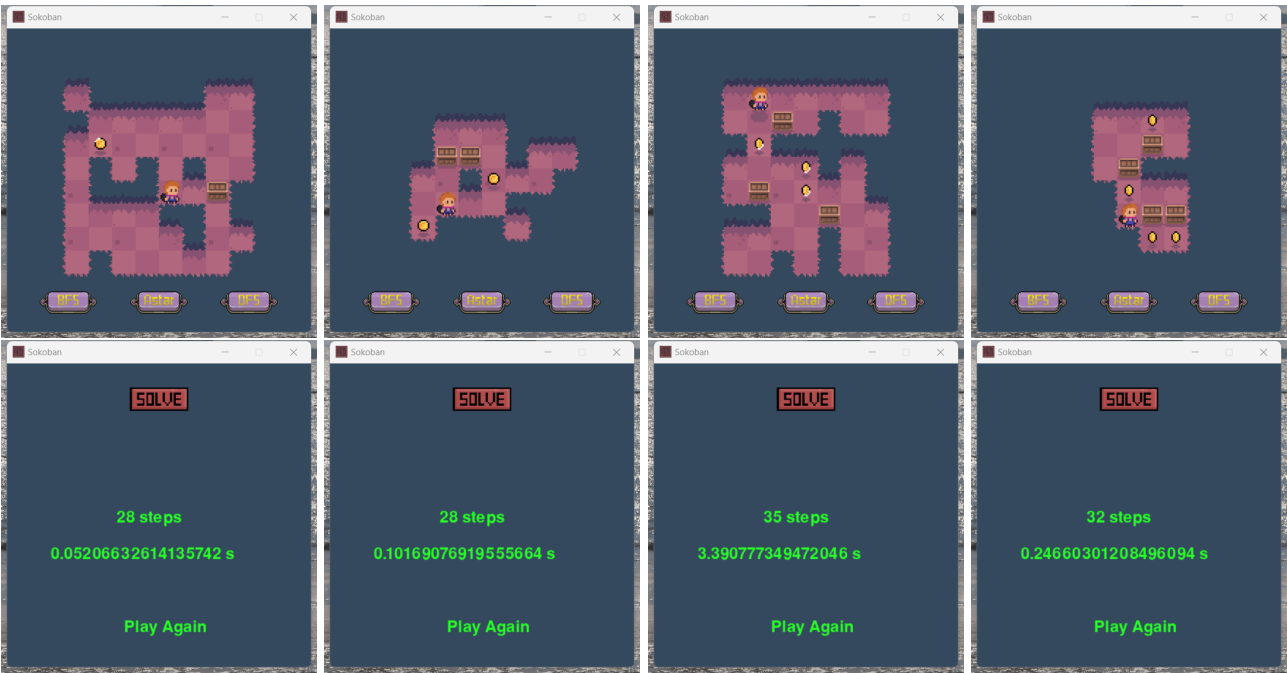 Sokoban
Sokoban
Sokoban
Sokoban
BFS Astar DFS
BFS Astar DFS
BFS Astar DFS
BFS Astar DFS
Sokoban
SOLVE
28 steps
0.05206632614135742 s
Play Again
Sokoban
SOLVE
28 steps
0.10169076919555664 s
Play Again
Sokoban
SOLVE
35 steps
3.390777349472046 s
Play Again
Sokoban
SOLVE
32 steps
0.24660301208496094 s
Play Again